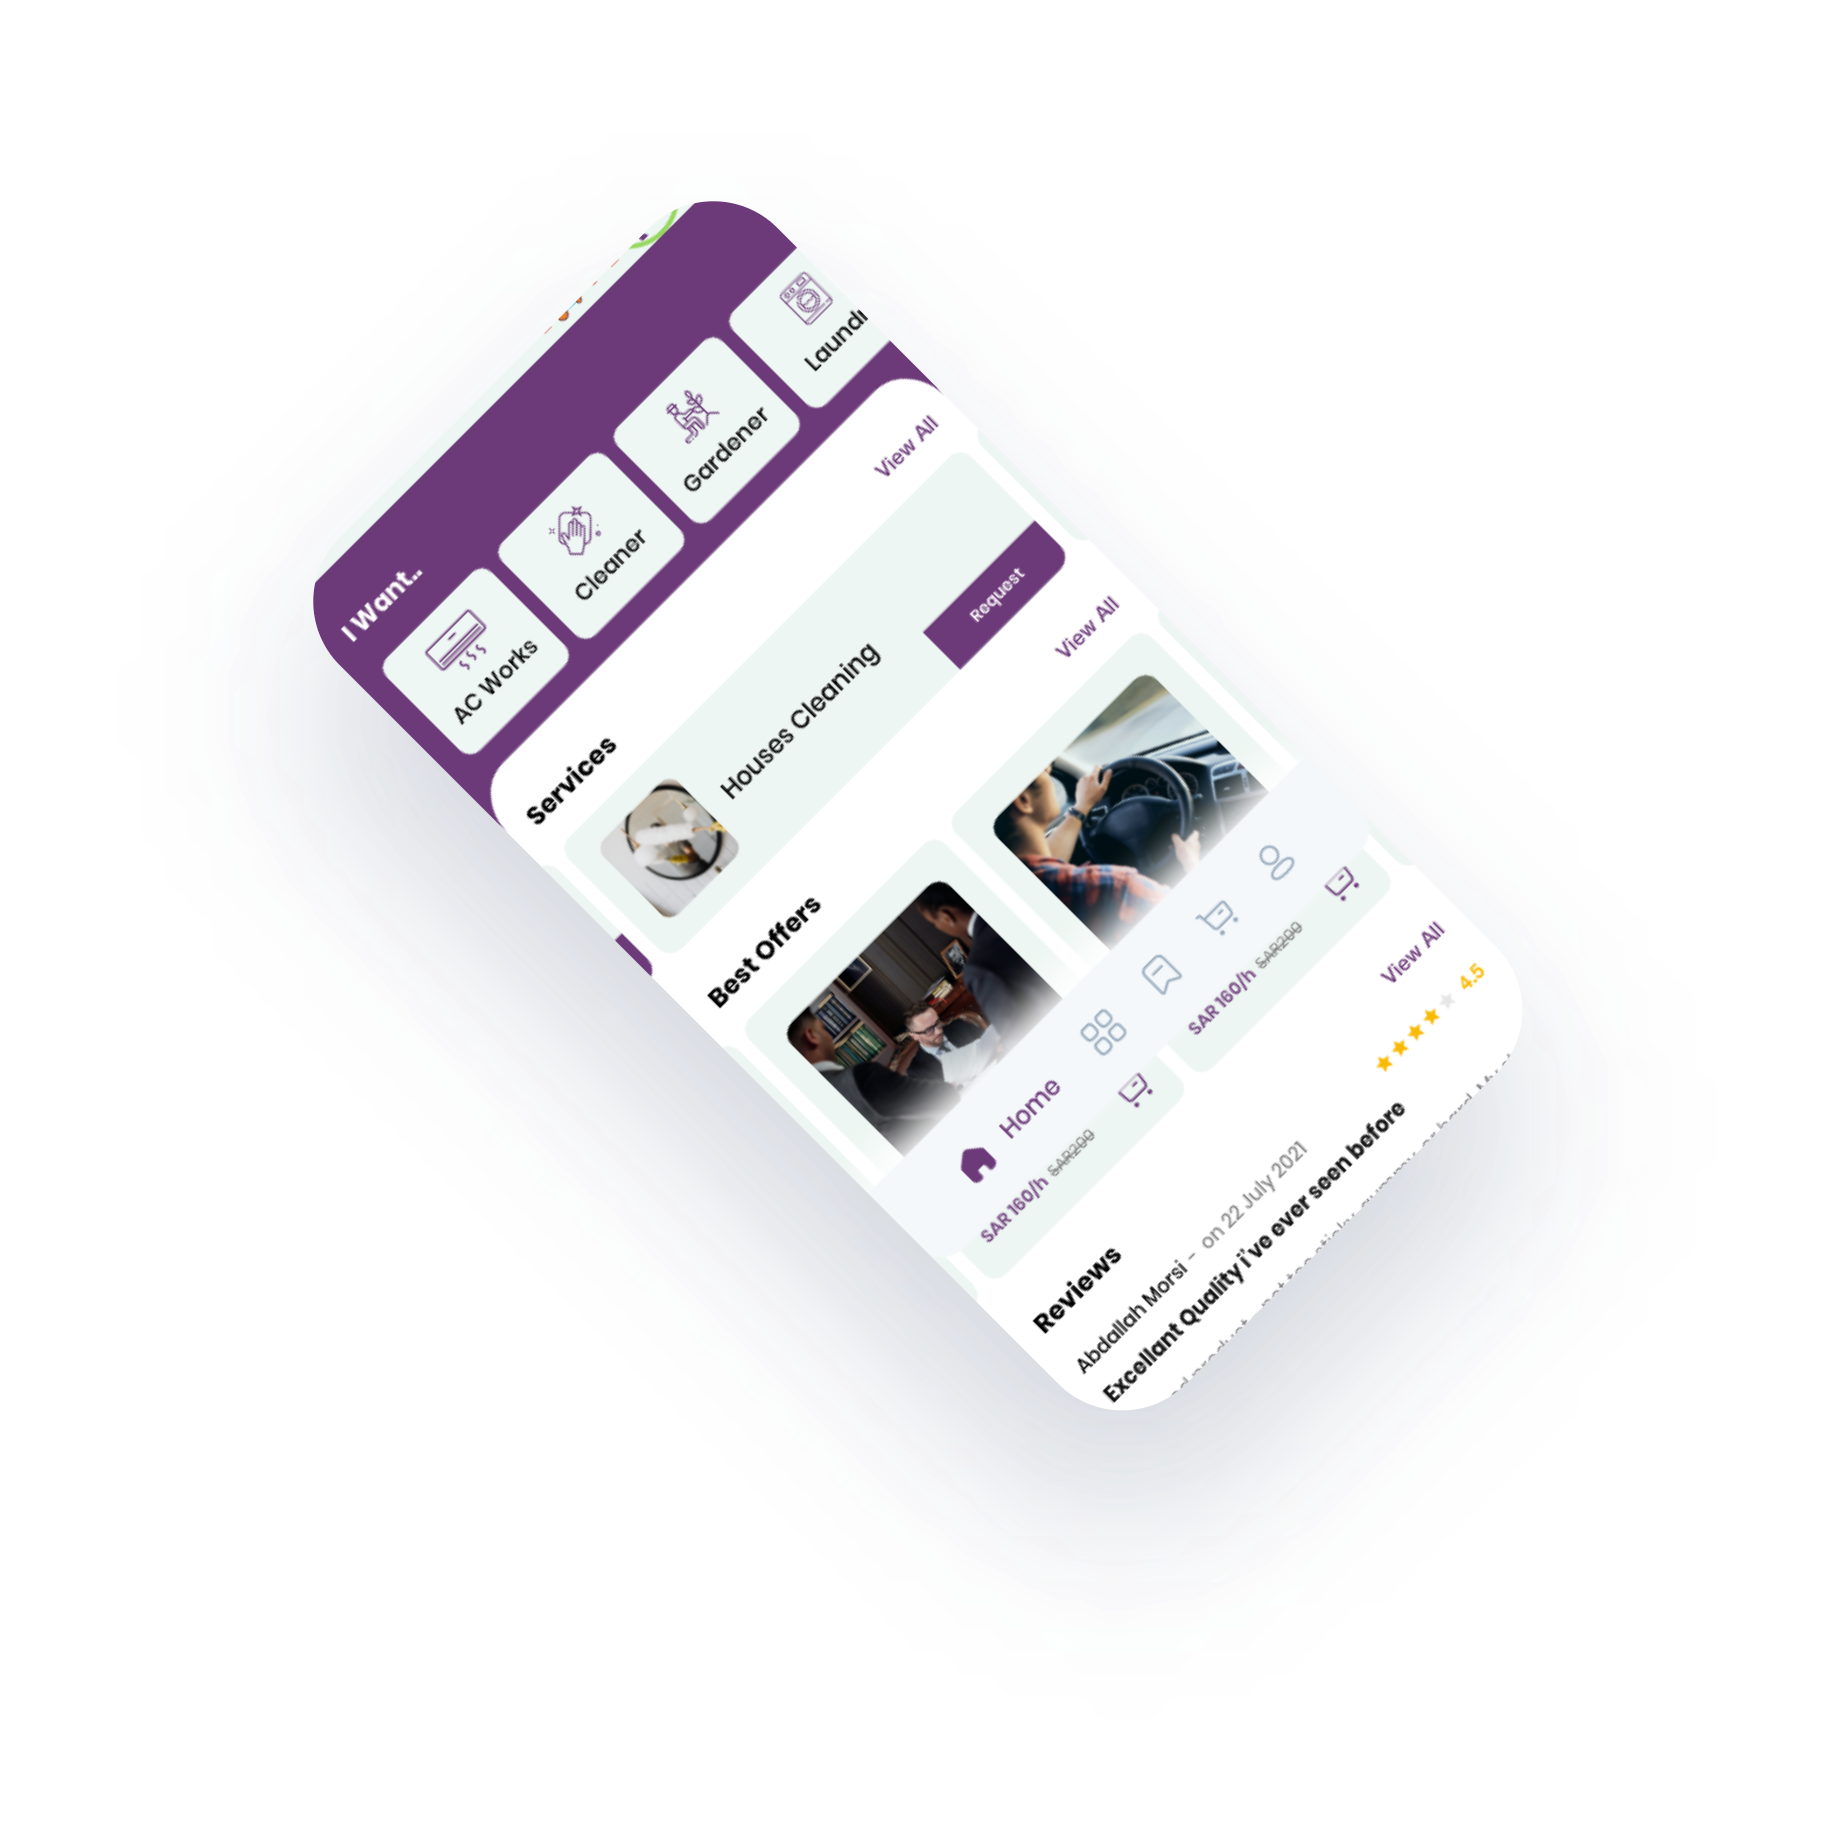 I Want..
AC Works
Cleaner
Gardener
Laundr
Services
View All
Houses Cleaning
Request
Best Offers
View All
Home
SAR 160/h SAR200
SAR 160/h SAR200
Reviews
View All
Abdallah Morsi - on 22 July 2021
4.5
Excellant Quality i've ever seen before